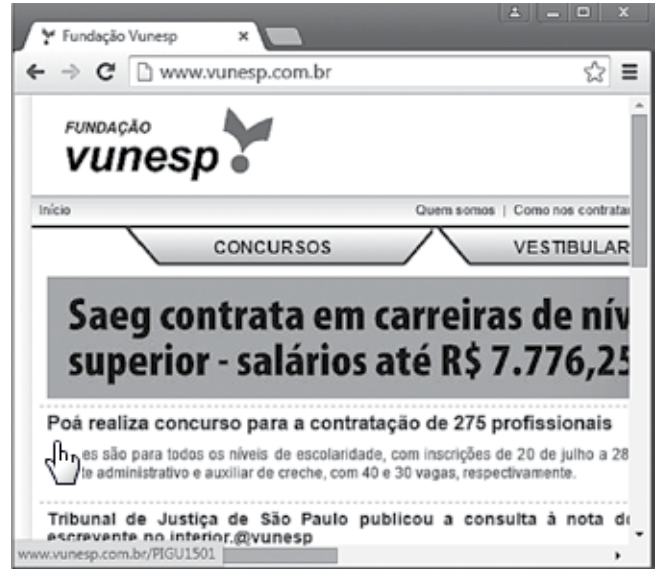 Fundação Vunesp
www.vunesp.com.br
FUNDAÇÃO
vunesp
Início Quem somos | Como nos contrata
CONCURSOS VESTIBULAR
Saeg contrata em carreiras de nív
superior - salários até R$ 7.776,25
Poá realiza concurso para a contratação de 275 profissionais
es são para todos os níveis de escolaridade, com inscrições de 20 de julho a 28
te administrativo e auxiliar de creche, com 40 e 30 vagas, respectivamente.
Tribunal de Justiça de São Paulo publicou a consulta à nota d
escrevente no interior.@vunesp
www.vunesp.com.br/PIGU1501